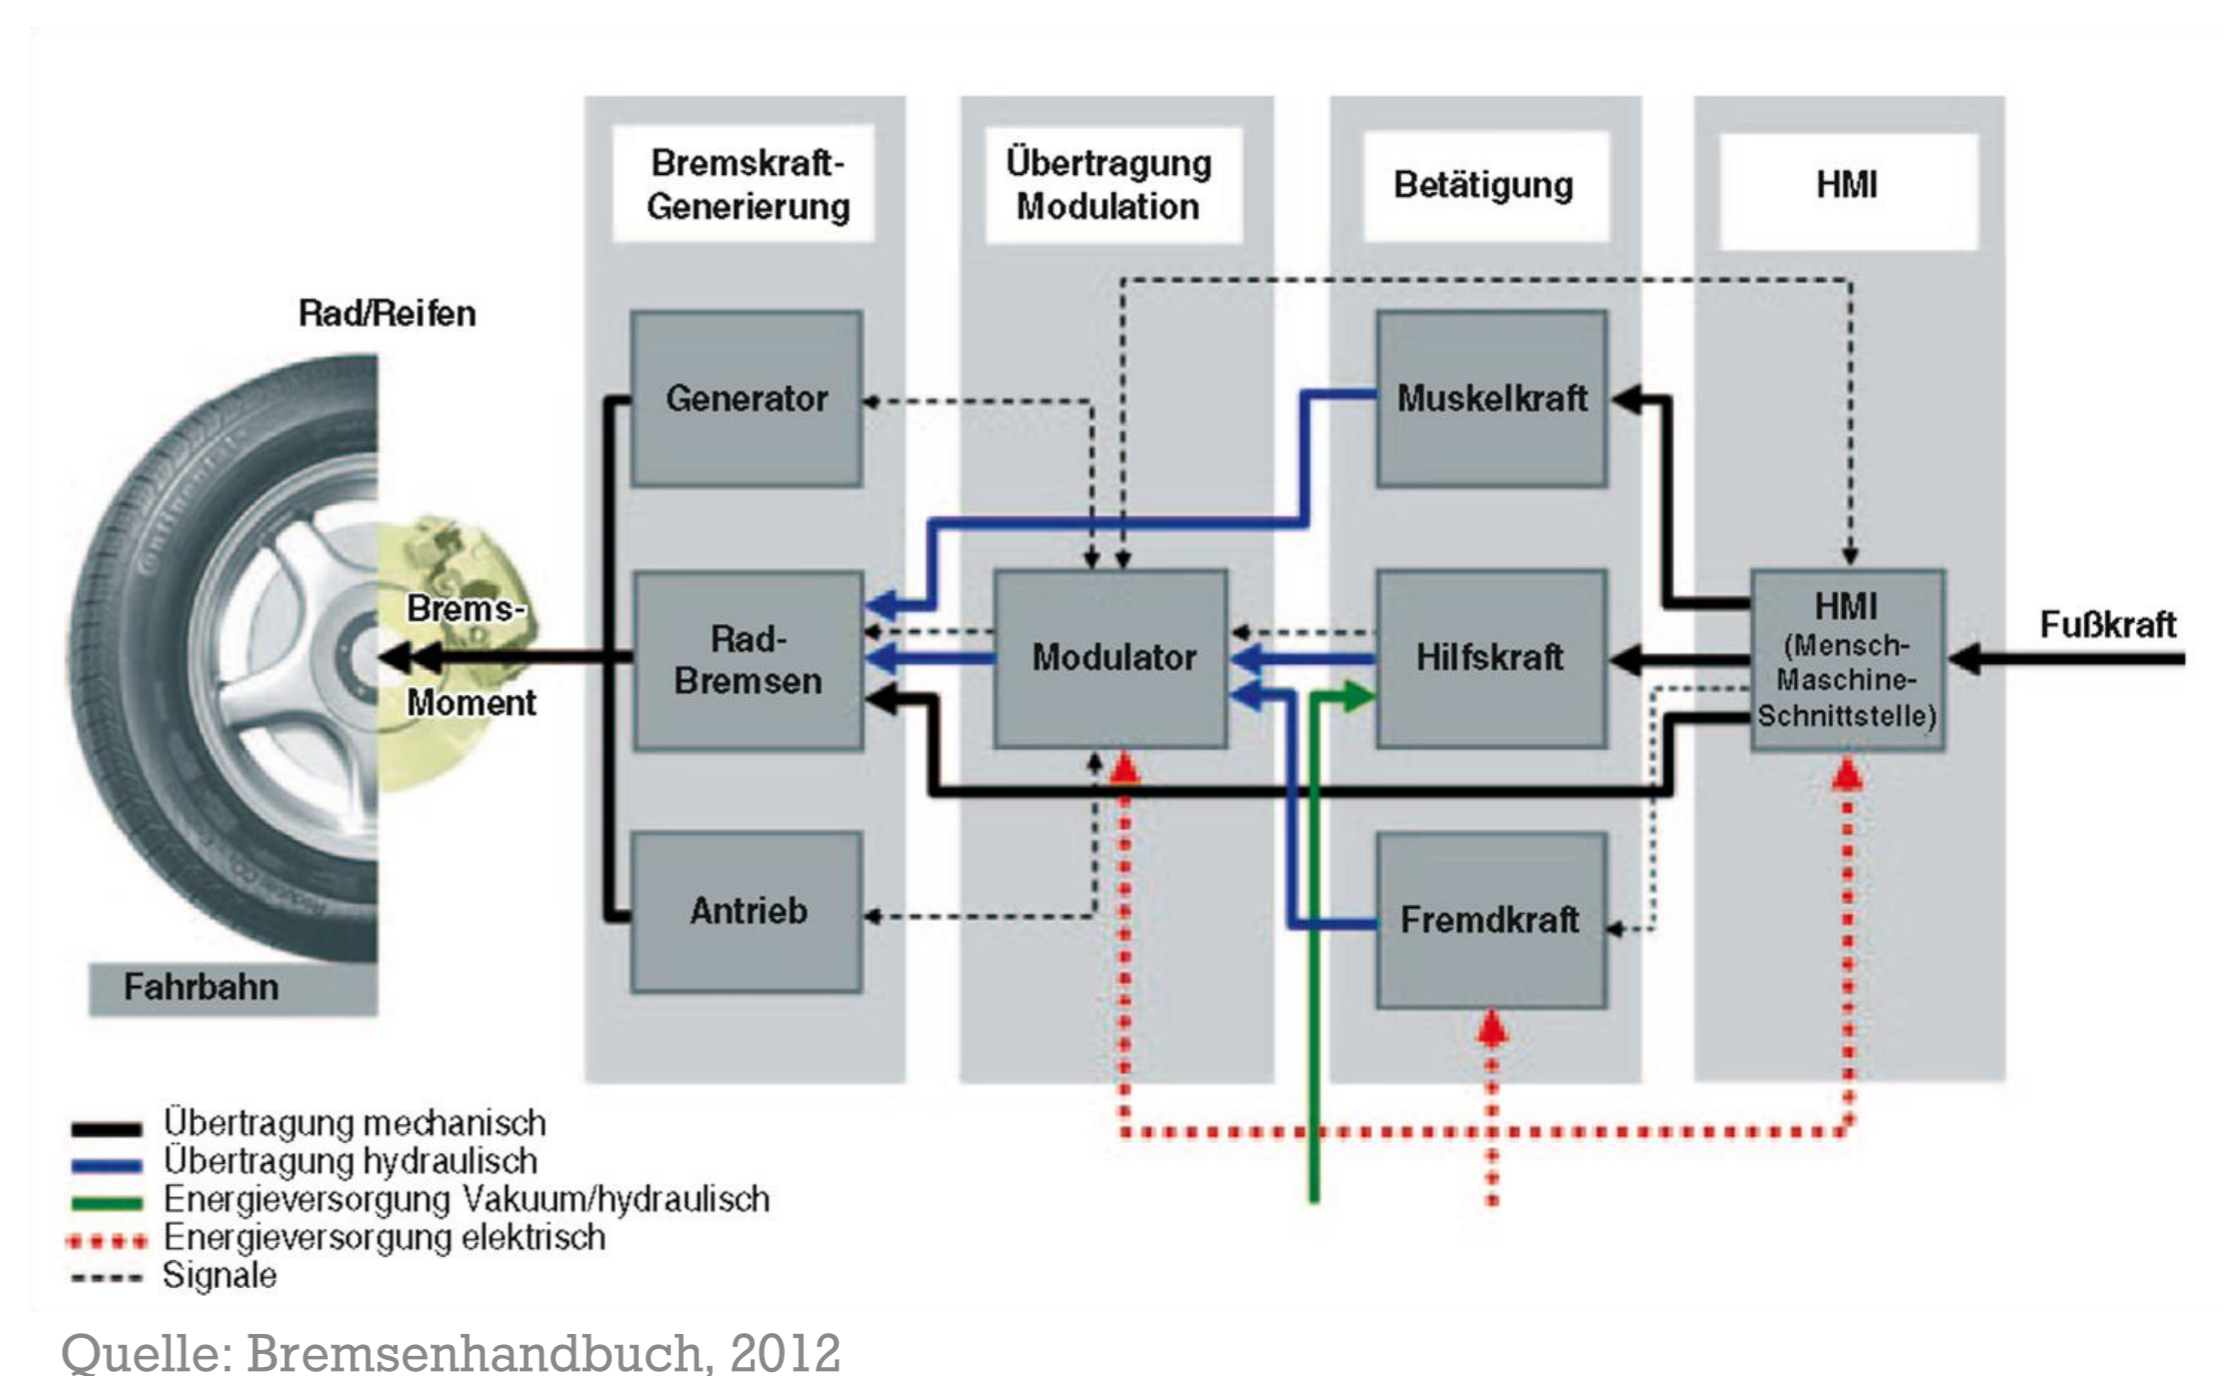 Bremskraft-
Generierung
Übertragung
Modulation
Betätigung
HMI
Rad/Reifen
Continental
Generator
Muskelkraft
Brems-
Moment
Rad-
Bremsen
Modulator
Hilfskraft
HMI
(Mensch-
Maschine-
Schnittstelle)
Fußkraft
Antrieb
Fremdkraft
Fahrbahn
Übertragung mechanisch
Übertragung hydraulisch
Energieversorgung Vakuum/hydraulisch
Energieversorgung elektrisch
Signale
Quelle: Bremsenhandbuch, 2012